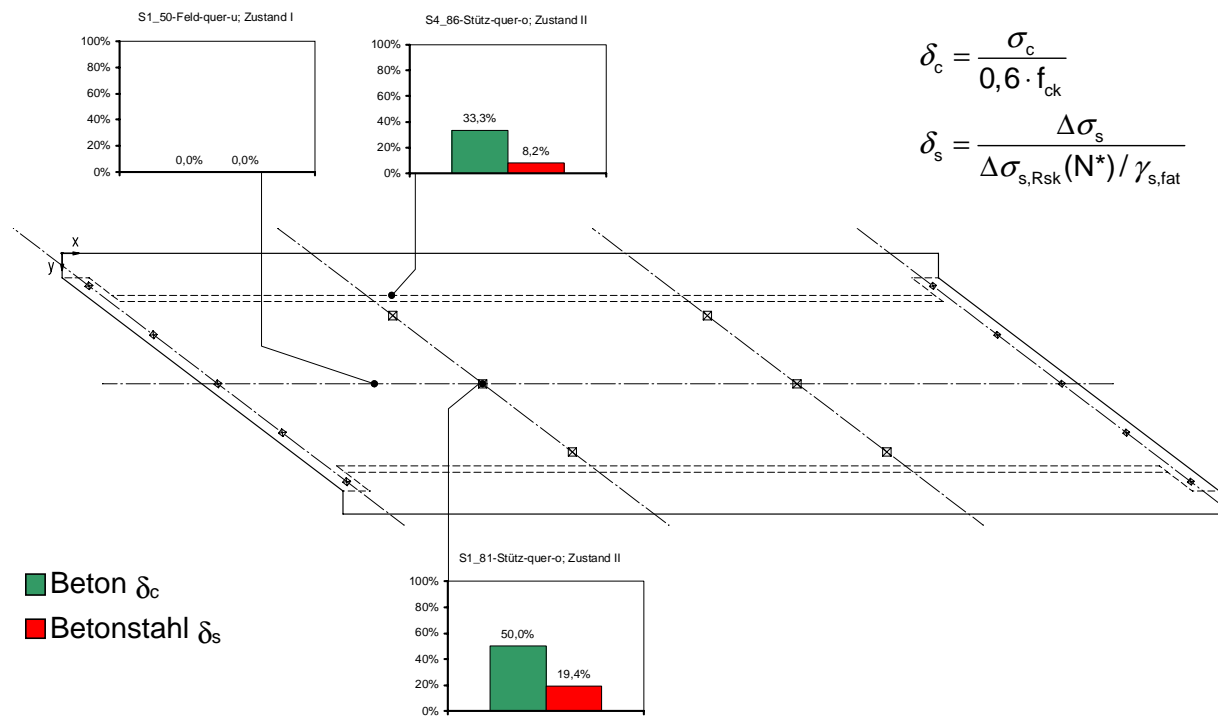 S1_50-Feld-quer-u; Zustand I
100%
80%
60%
40%
20%
0%
0,0%
0,0%
S4_86-Stütz-quer-o; Zustand II
100%
80%
60%
40%
20%
0%
33,3%
8,2%
δc = σc / 0,6 · fck
δs = Δσs / Δσs,Rsk(N*) / γs,fat
x
y
S1_81-Stütz-quer-o; Zustand II
100%
80%
60%
40%
20%
0%
50,0%
19,4%
Beton δc
Betonstahl δs